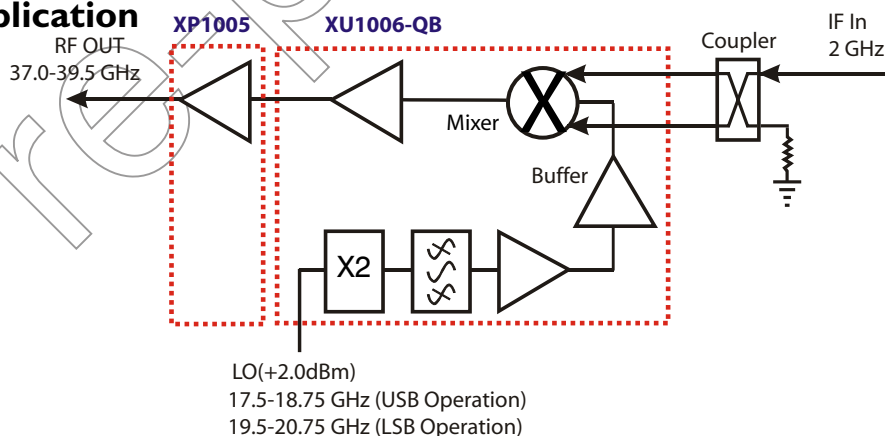 plication
XP1005
XU1006-QB
RF OUT
37.0-39.5 GHz
Coupler
IF In
2 GHz
Mixer
Buffer
X2
LO(+2.0dBm)
17.5-18.75 GHz (USB Operation)
19.5-20.75 GHz (LSB Operation)
re-p